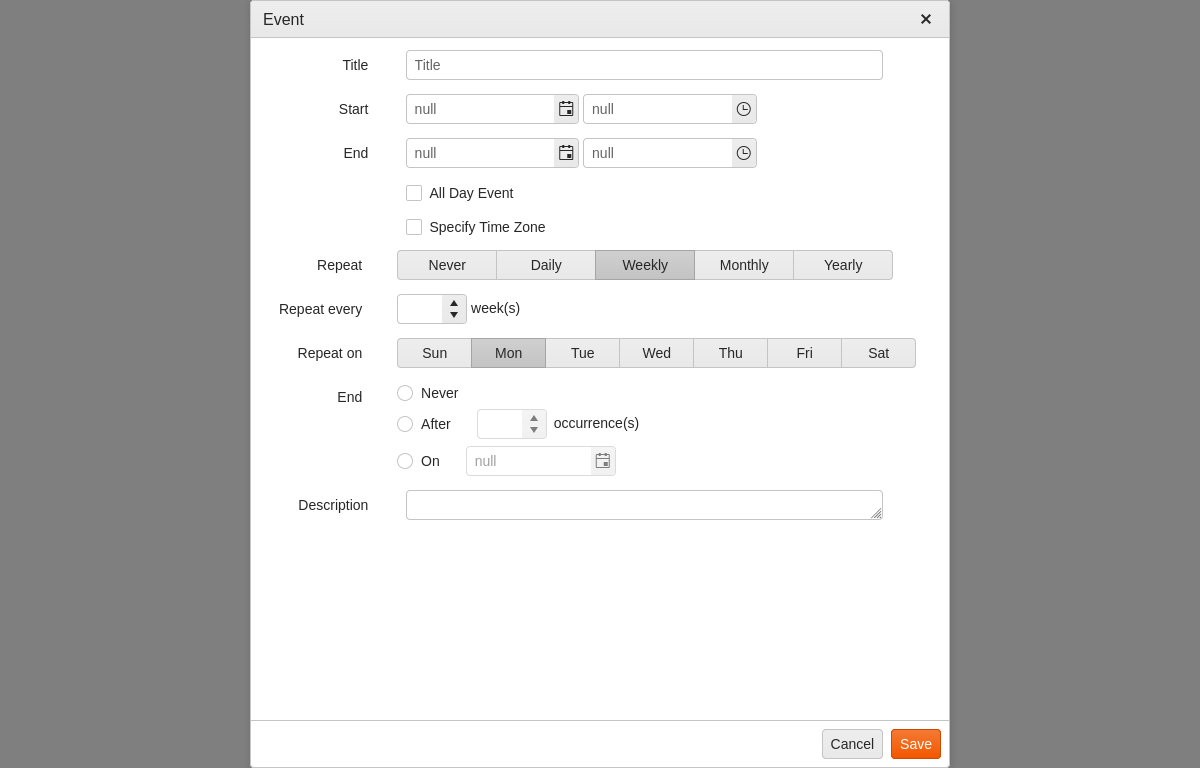 Event ✕
Title Title
Start null null
End null null
All Day Event
Specify Time Zone
Repeat Never Daily Weekly Monthly Yearly
Repeat every week(s)
Repeat on Sun Mon Tue Wed Thu Fri Sat
End Never
After occurrence(s)
On null
Description
Cancel Save